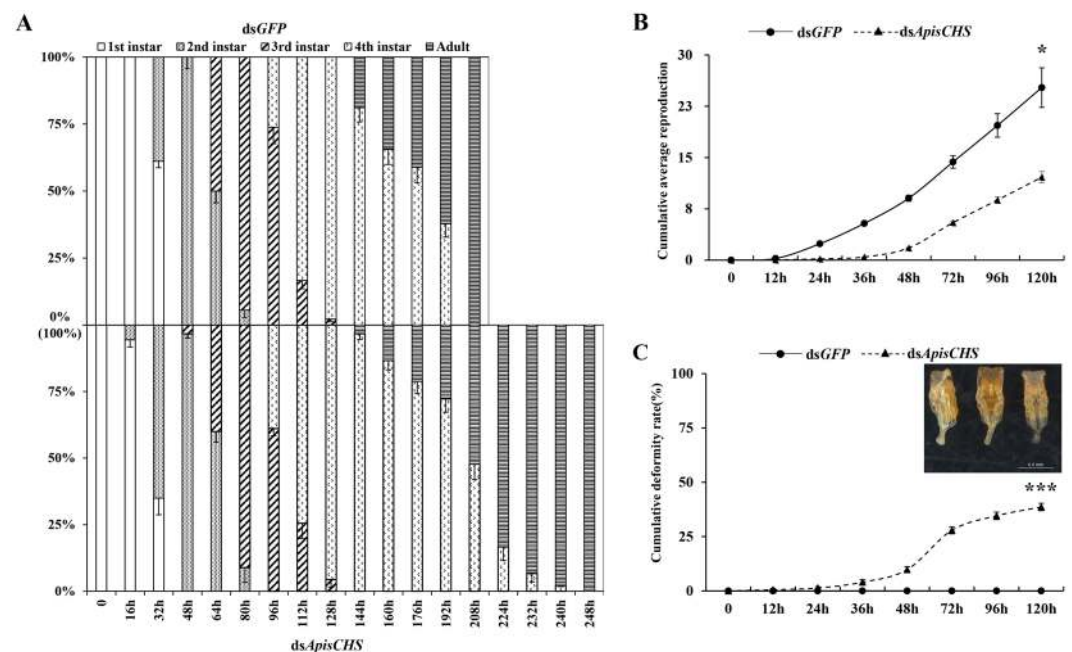 A
dsGFP
1st instar 2nd instar 3rd instar 4th instar Adult
100%
75%
50%
25%
0%
(100%)
75%
50%
25%
0%
0 16h 32h 48h 64h 80h 96h 112h 128h 144h 160h 176h 192h 208h 224h 232h 240h 248h
dsApisCHS
B
dsGFP dsApisCHS
Cumulative average reproduction
30
23
15
8
0
*
0 12h 24h 36h 48h 72h 96h 120h
C
dsGFP dsApisCHS
Cumulative deformity rate(%)
100
75
50
25
0
***
0 12h 24h 36h 48h 72h 96h 120h